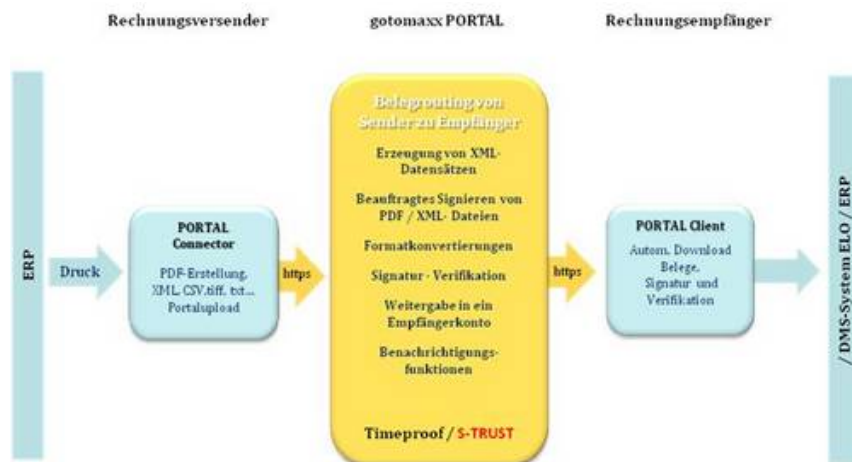 Rechnungsversender
gotomaxx PORTAL
Rechnungsempfänger
ERP
Druck
PORTAL
Connector
PDF-Erstellung,
XML, CSV,tiff, txt...
Portalupload
https
Belegrouting von
Sender zu Empfänger
Erzeugung von XML-
Datensätzen
Beauftragtes Signieren von
PDF / XML- Dateien
Formatkonvertierungen
Signatur - Verifikation
Weitergabe in ein
Empfängerkonto
Benachrichtigungs-
funktionen
Timeproof / S-TRUST
https
PORTAL Client
Autom. Download
Belege,
Signatur und
Verifikation
/ DMS-System ELO / ERP